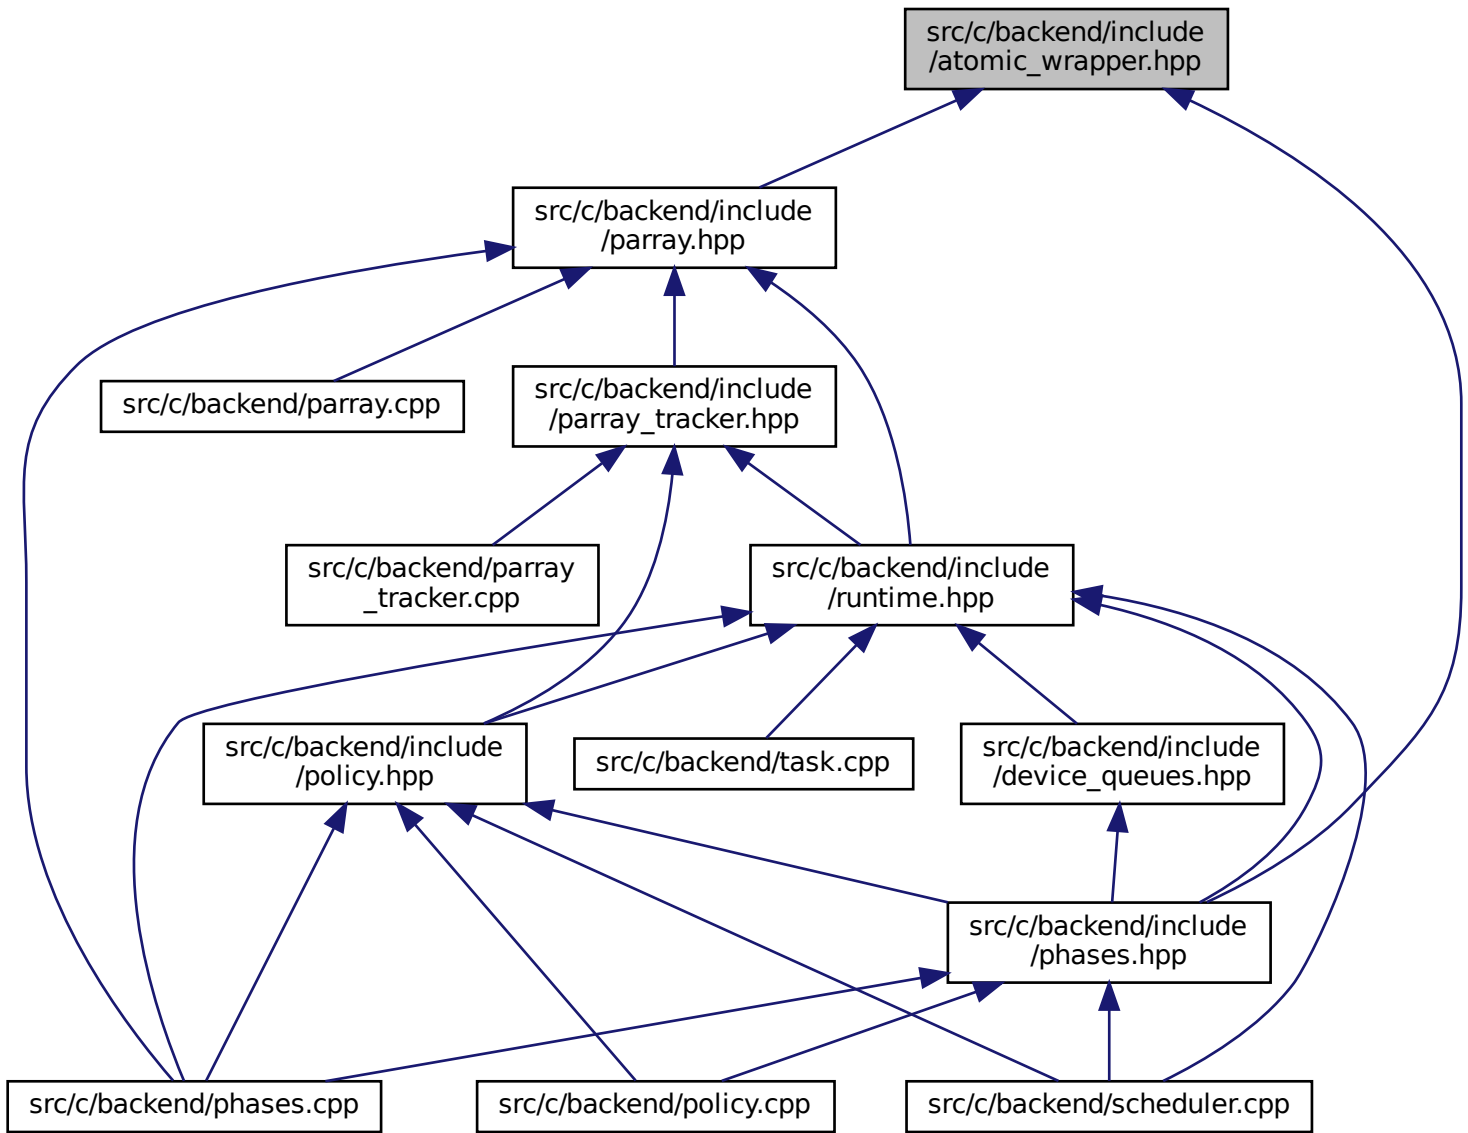 src/c/backend/include
/atomic_wrapper.hpp
src/c/backend/include
/parray.hpp
src/c/backend/parray.cpp
src/c/backend/include
/parray_tracker.hpp
src/c/backend/parray
_tracker.cpp
src/c/backend/include
/runtime.hpp
src/c/backend/include
/policy.hpp
src/c/backend/task.cpp
src/c/backend/include
/device_queues.hpp
src/c/backend/include
/phases.hpp
src/c/backend/phases.cpp
src/c/backend/policy.cpp
src/c/backend/scheduler.cpp